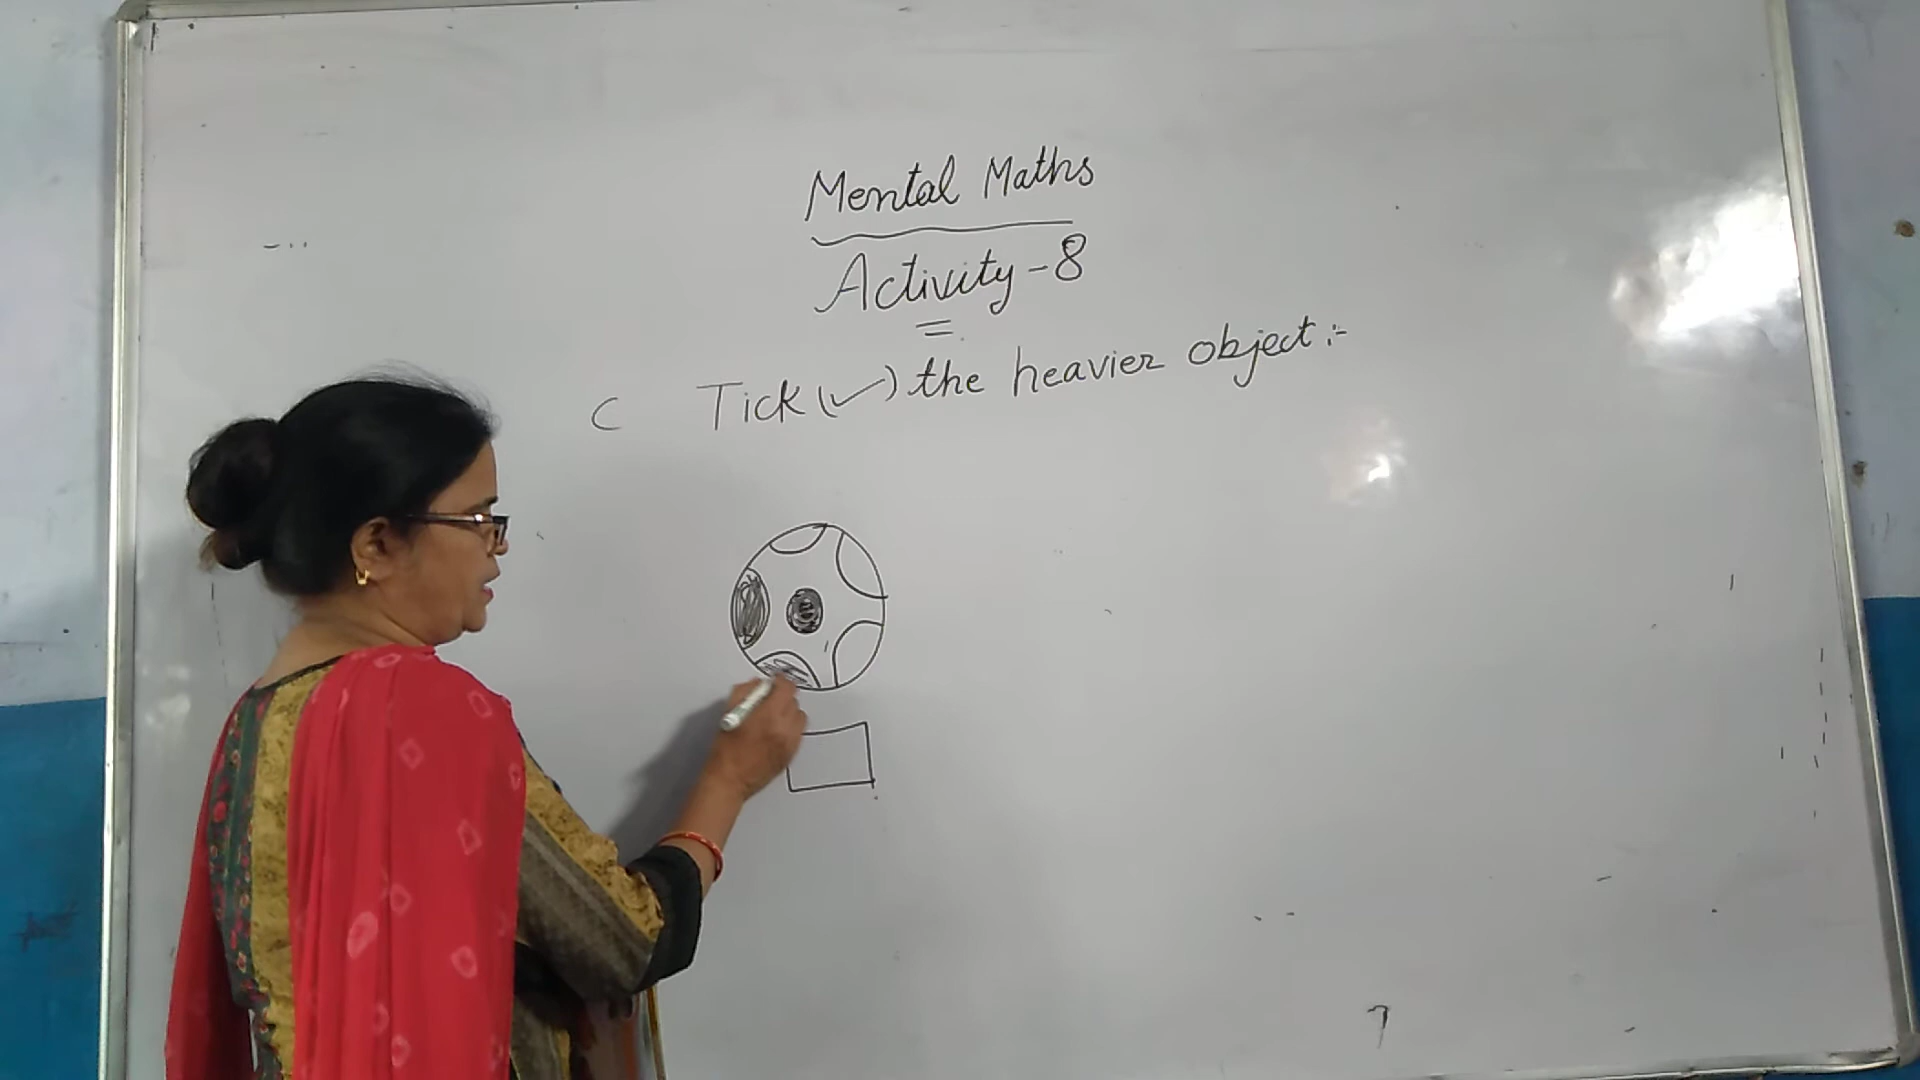 Mental Maths
Activity-8
C Tick (✓) the heavier object :-